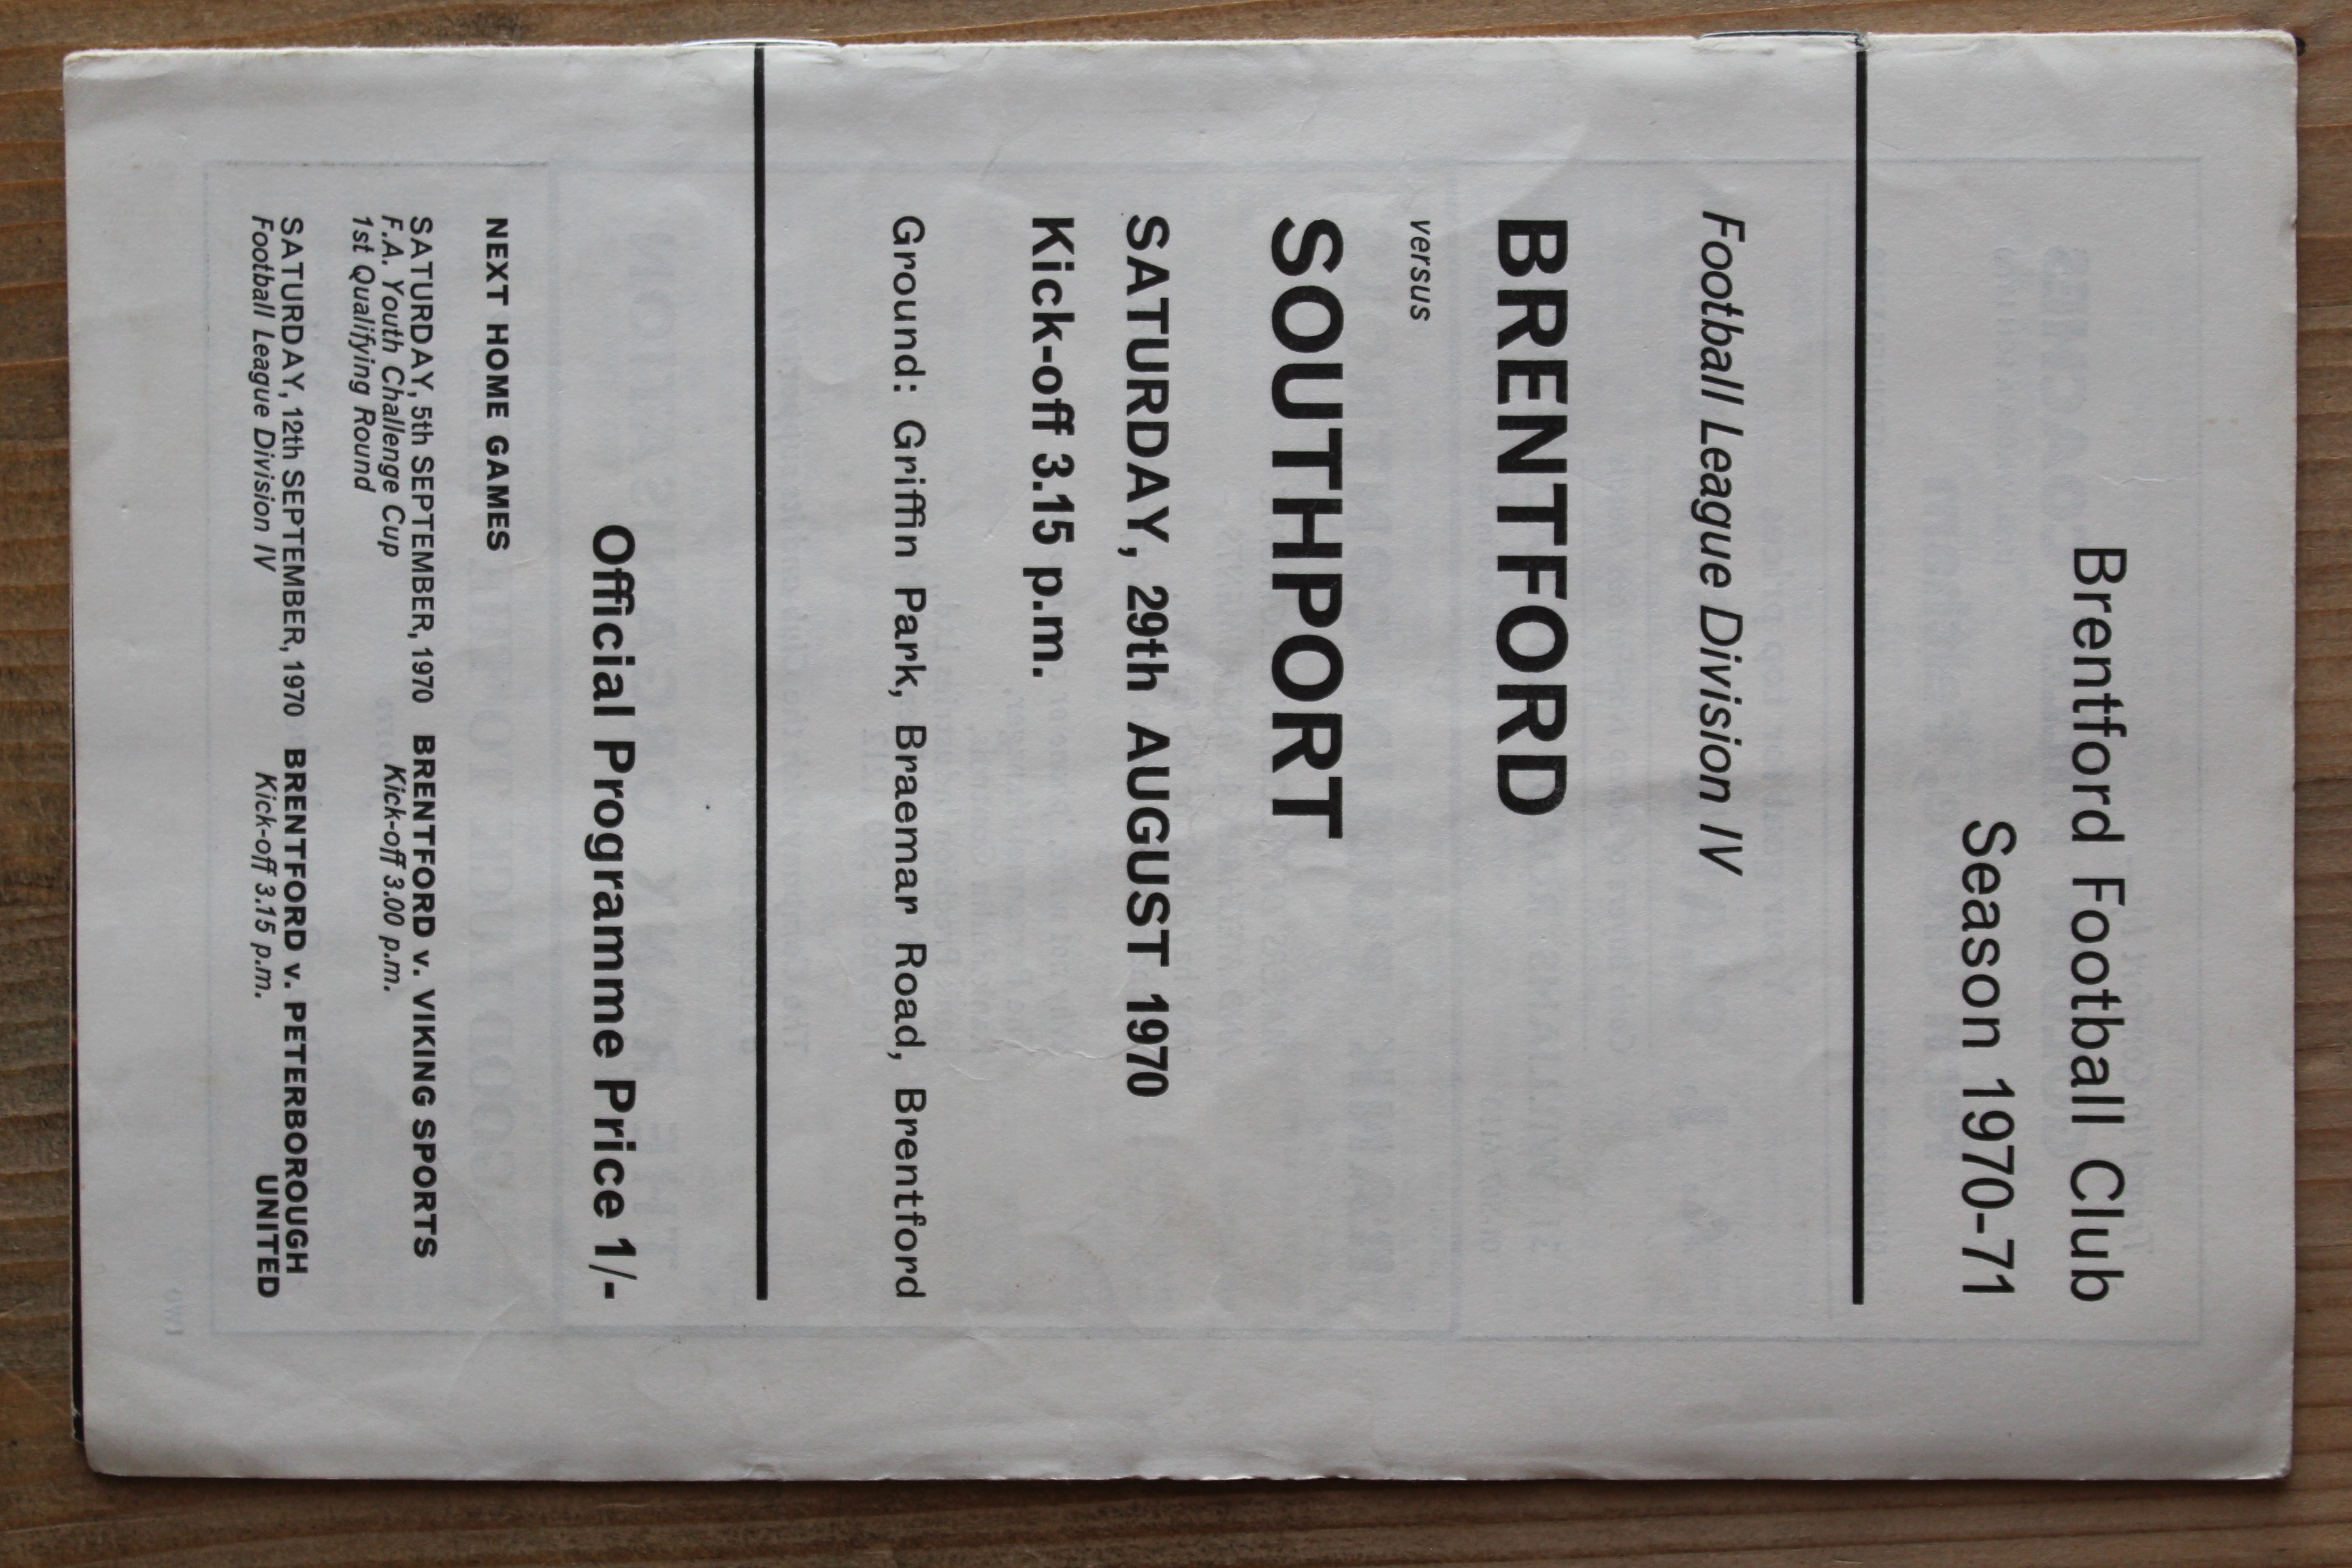 Brentford Football Club
Season 1970-71
Football League Division IV
BRENTFORD
versus
SOUTHPORT
SATURDAY, 29th AUGUST 1970
Kick-off 3.15 p.m.
Ground: Griffin Park, Braemar Road, Brentford
Official Programme Price 1/-
NEXT HOME GAMES
SATURDAY, 5th SEPTEMBER, 1970 BRENTFORD v. VIKING SPORTS
F.A. Youth Challenge Cup Kick-off 3.00 p.m.
1st Qualifying Round
SATURDAY, 12th SEPTEMBER, 1970 BRENTFORD v. PETERBOROUGH
Football League Division IV Kick-off 3.15 p.m. UNITED